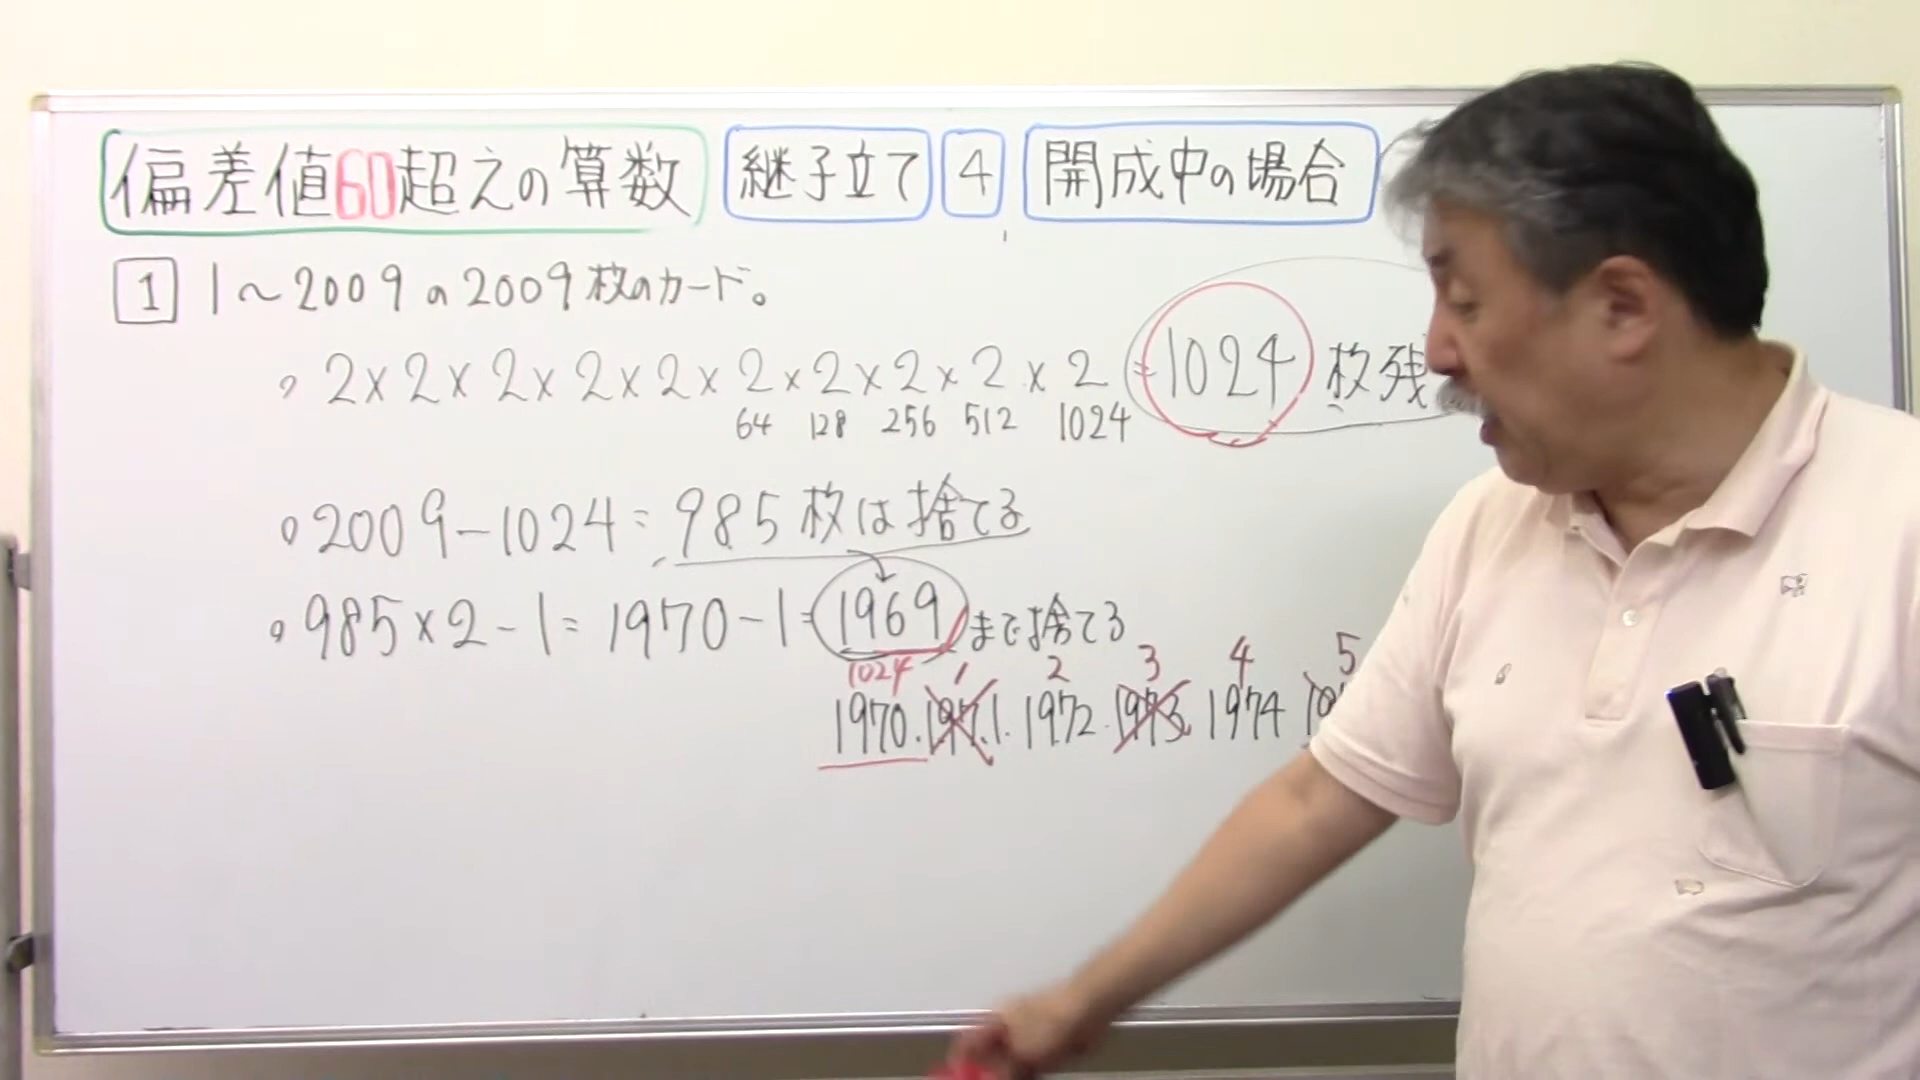 偏差値60超えの算数 継子立て 4 開成中の場合
1 1～2009の2009枚のカード。
2×2×2×2×2×2×2×2×2×2=1024枚残
64 128 256 512 1024
2009-1024=985枚は捨てる
985×2-1=1970-1=1969まで捨てる
1024 1 2 3 4 5
1970.1971.1972.1973.1974